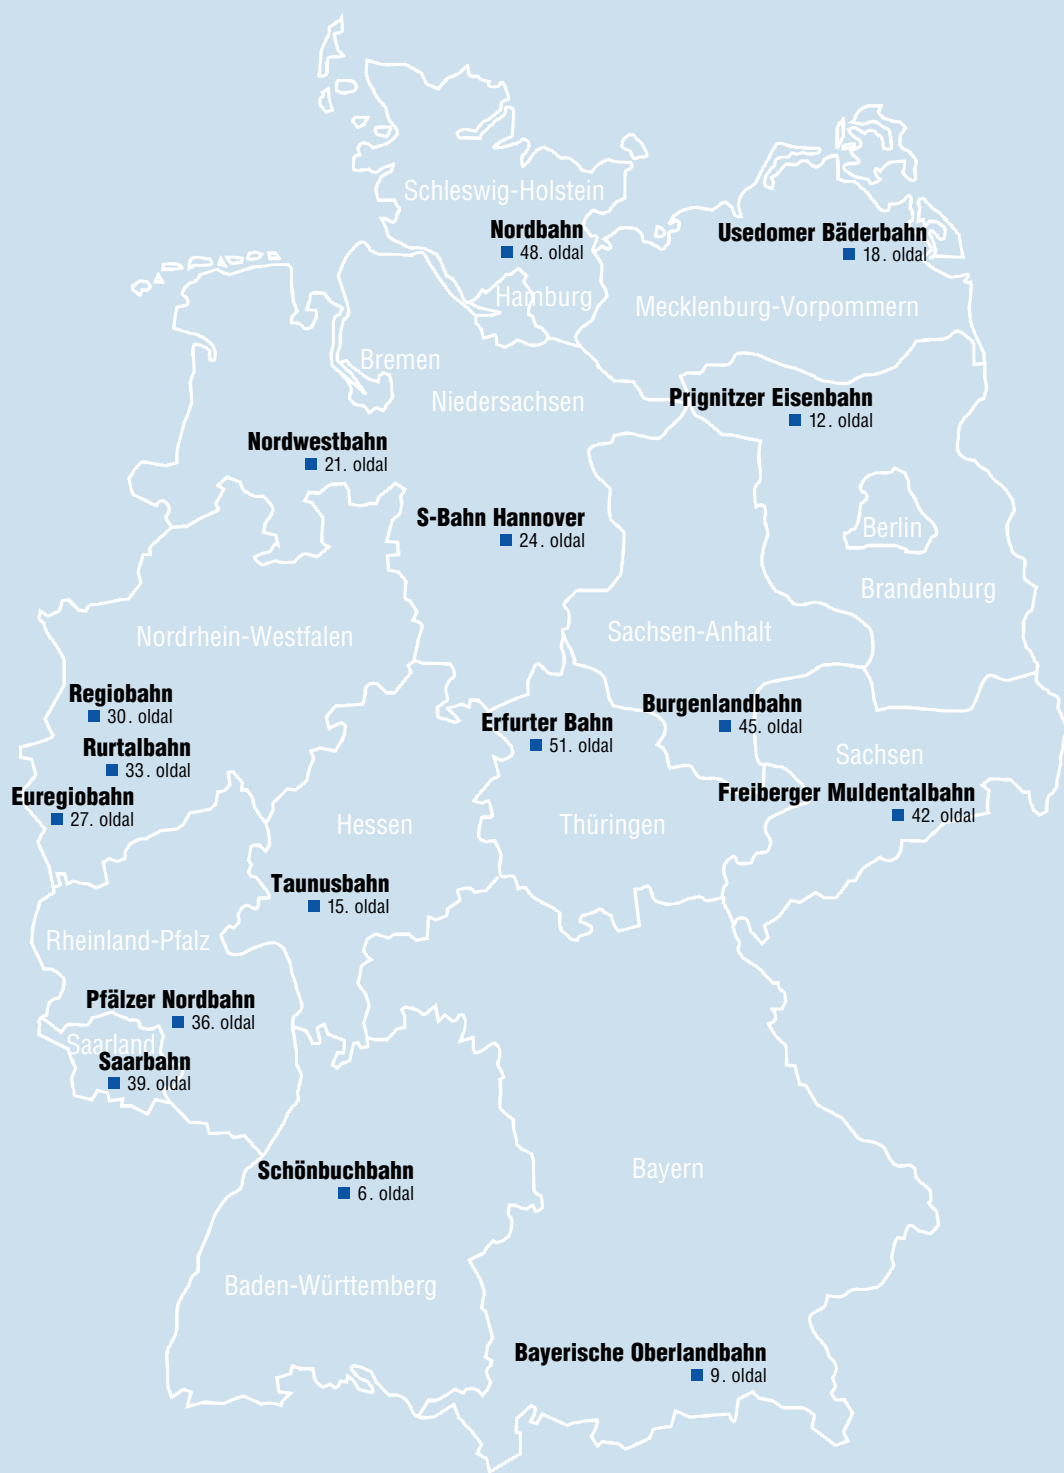 Schleswig-Holstein
Nordbahn
48. oldal
Usedomer Bäderbahn
18. oldal
Hamburg
Mecklenburg-Vorpommern
Bremen
Niedersachsen
Prignitzer Eisenbahn
12. oldal
Nordwestbahn
21. oldal
S-Bahn Hannover
24. oldal
Berlin
Brandenburg
Nordrhein-Westfalen
Sachsen-Anhalt
Regiobahn
30. oldal
Burgenlandbahn
45. oldal
Erfurter Bahn
51. oldal
Rurtalbahn
33. oldal
Sachsen
Euregiobahn
27. oldal
Freiberger Muldentalbahn
42. oldal
Hessen
Thüringen
Taunusbahn
15. oldal
Rheinland-Pfalz
Pfälzer Nordbahn
36. oldal
Saarland
Saarbahn
39. oldal
Schönbuchbahn
6. oldal
Bayern
Baden-Württemberg
Bayerische Oberlandbahn
9. oldal